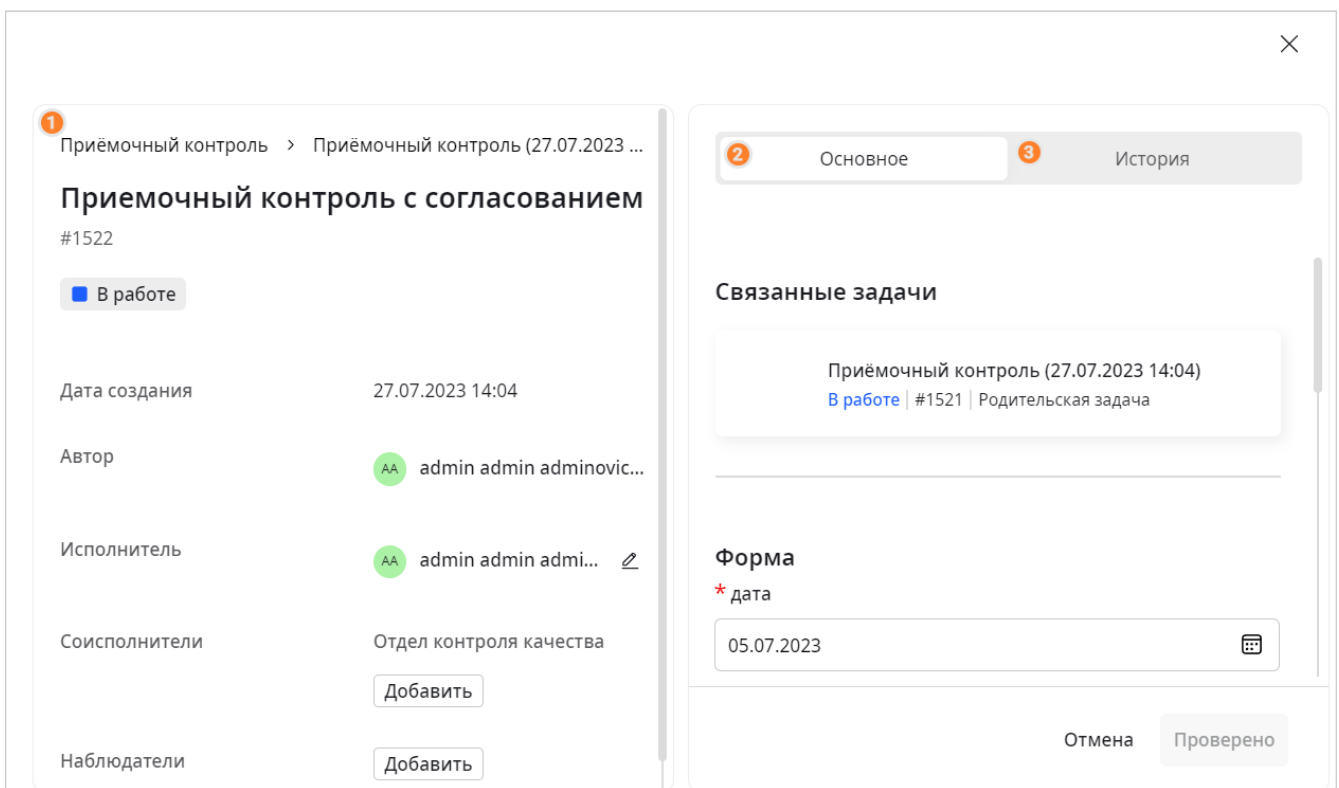 1
Приёмочный контроль > Приёмочный контроль (27.07.2023 ...
Приемочный контроль с согласованием
#1522
В работе
Дата создания 27.07.2023 14:04
Автор AA admin admin adminovic...
Исполнитель AA admin admin admi...
Соисполнители Отдел контроля качества
Добавить
Наблюдатели Добавить
2 Основное 3 История
Связанные задачи
Приёмочный контроль (27.07.2023 14:04)
В работе | #1521 | Родительская задача
Форма
* дата
05.07.2023
Отмена Проверено